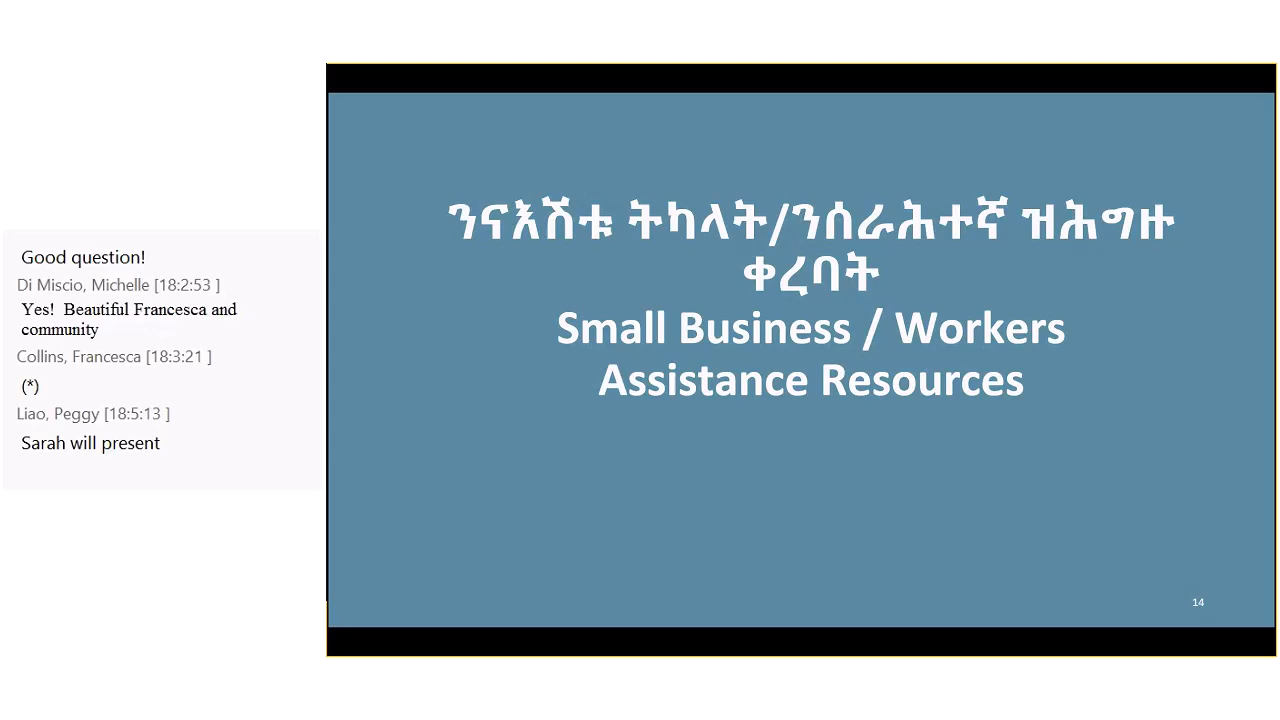 Good question!
Di Miscio, Michelle [18:2:53 ]
Yes!  Beautiful Francesca and
community
Collins, Francesca [18:3:21 ]
(*)
Liao, Peggy [18:5:13 ]
Sarah will present
ንናእሽቱ ትካላት/ንሰራሕተኛ ዝሕግዙ
ቀረባት
Small Business / Workers
Assistance Resources
14